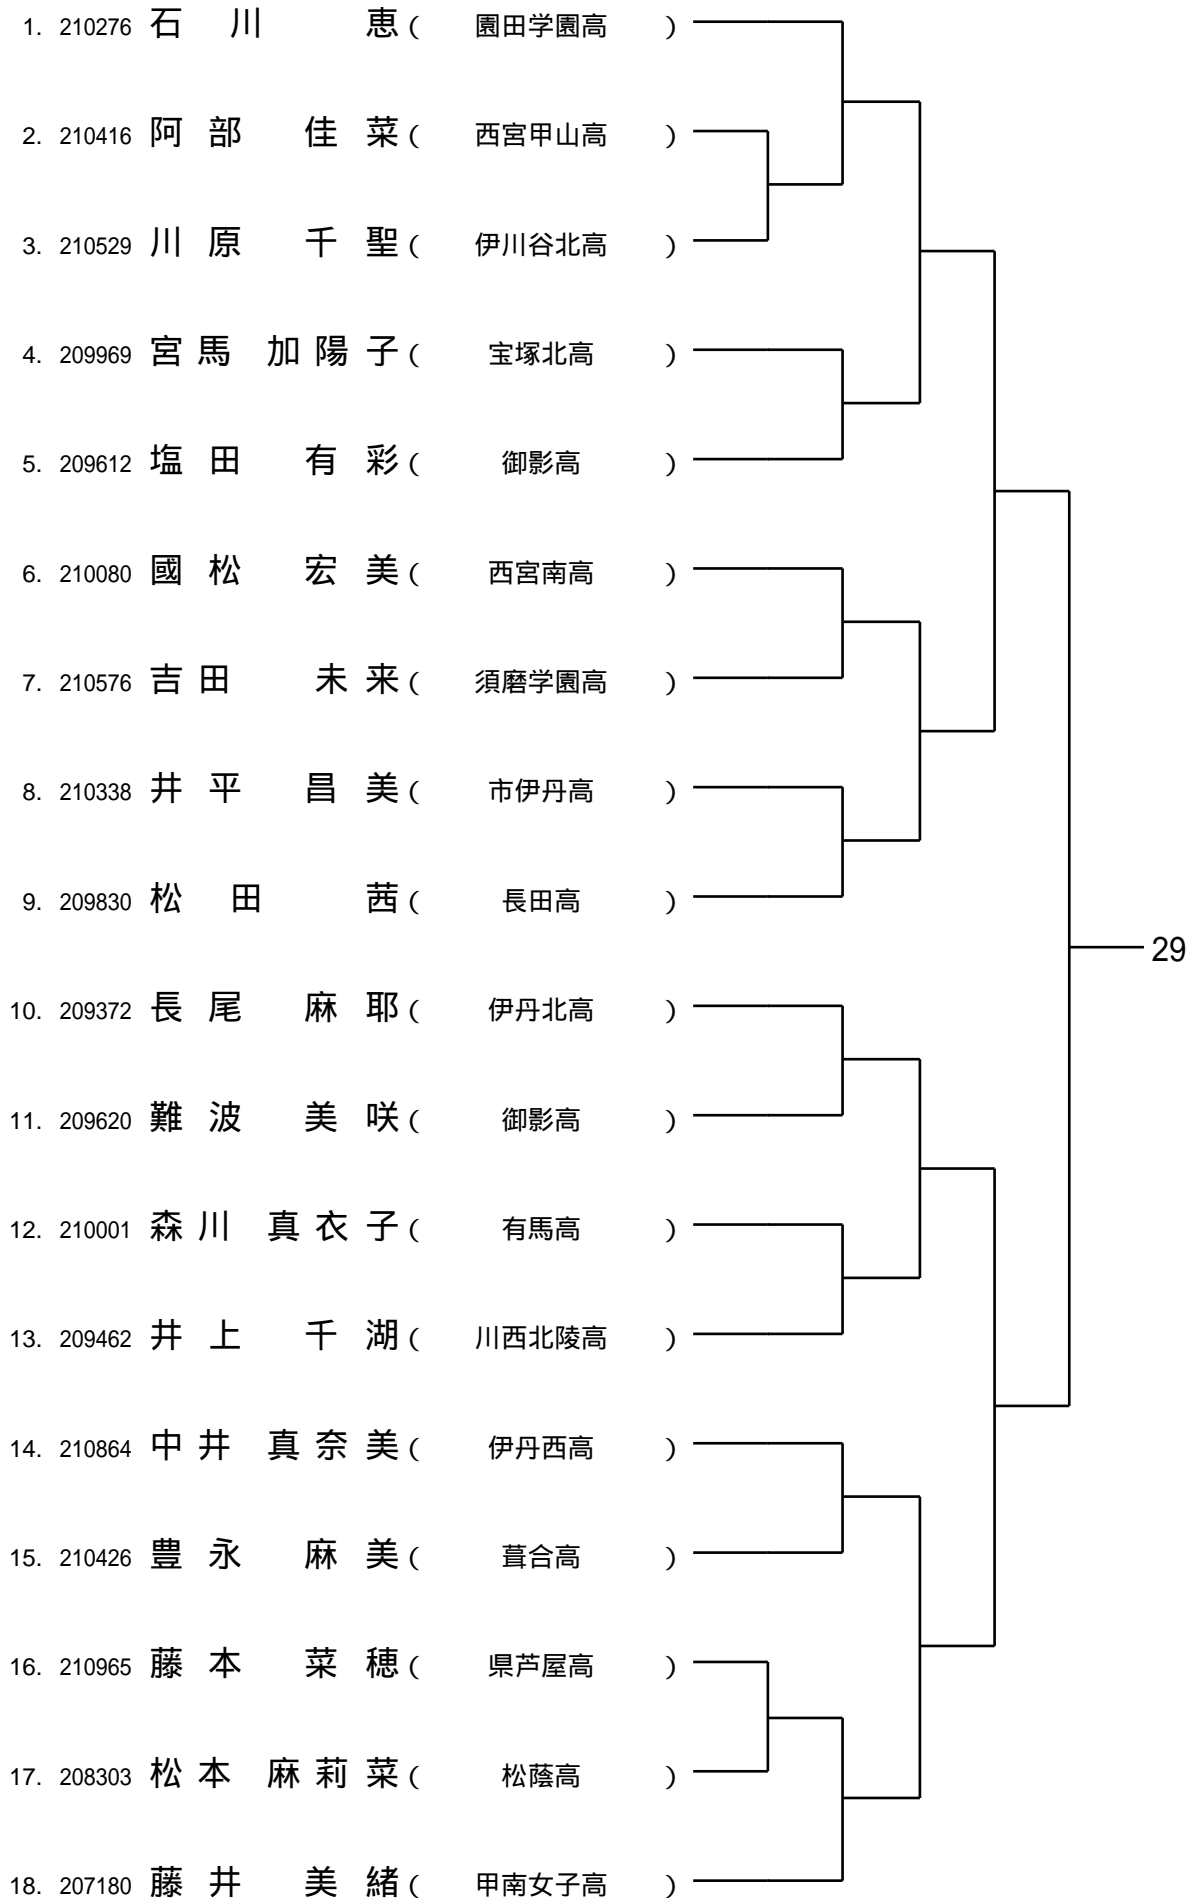 1. 210276 石川 恵 ( 園田学園高 )
2. 210416 阿部 佳菜 ( 西宮甲山高 )
3. 210529 川原 千聖 ( 伊川谷北高 )
4. 209969 宮馬 加陽子 ( 宝塚北高 )
5. 209612 塩田 有彩 ( 御影高 )
6. 210080 國松 宏美 ( 西宮南高 )
7. 210576 吉田 未来 ( 須磨学園高 )
8. 210338 井平 昌美 ( 市伊丹高 )
9. 209830 松田 茜 ( 長田高 )
29
10. 209372 長尾 麻耶 ( 伊丹北高 )
11. 209620 難波 美咲 ( 御影高 )
12. 210001 森川 真衣子 ( 有馬高 )
13. 209462 井上 千湖 ( 川西北陵高 )
14. 210864 中井 真奈美 ( 伊丹西高 )
15. 210426 豊永 麻美 ( 葺合高 )
16. 210965 藤本 菜穂 ( 県芦屋高 )
17. 208303 松本 麻莉菜 ( 松蔭高 )
18. 207180 藤井 美緒 ( 甲南女子高 )